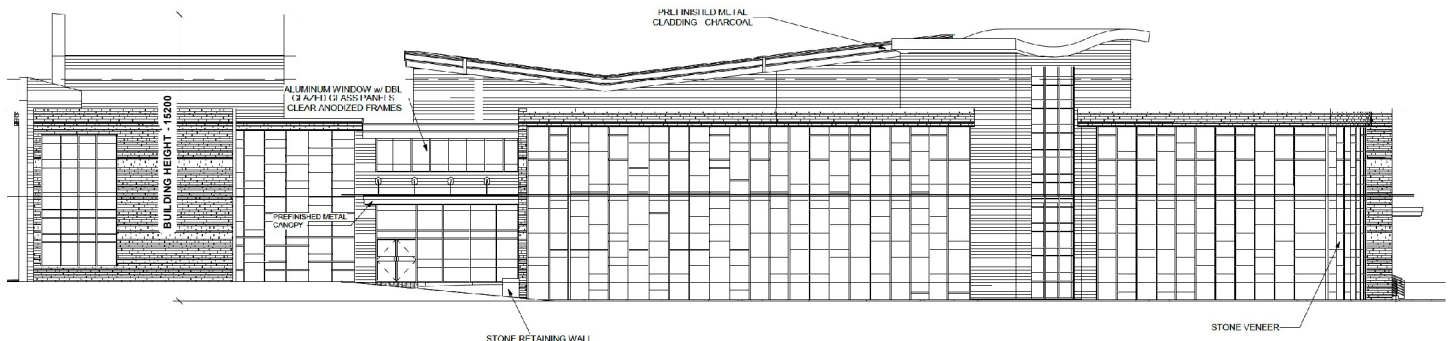 PREFINISHED METAL
CLADDING CHARCOAL
ALUMINUM WINDOW w/ DBL
GLAZED GLASS PANELS
CLEAR ANODIZED FRAMES
BUILDING HEIGHT - 15200
PREFINISHED METAL
CANOPY
STONE RETAINING WALL
STONE VENEER